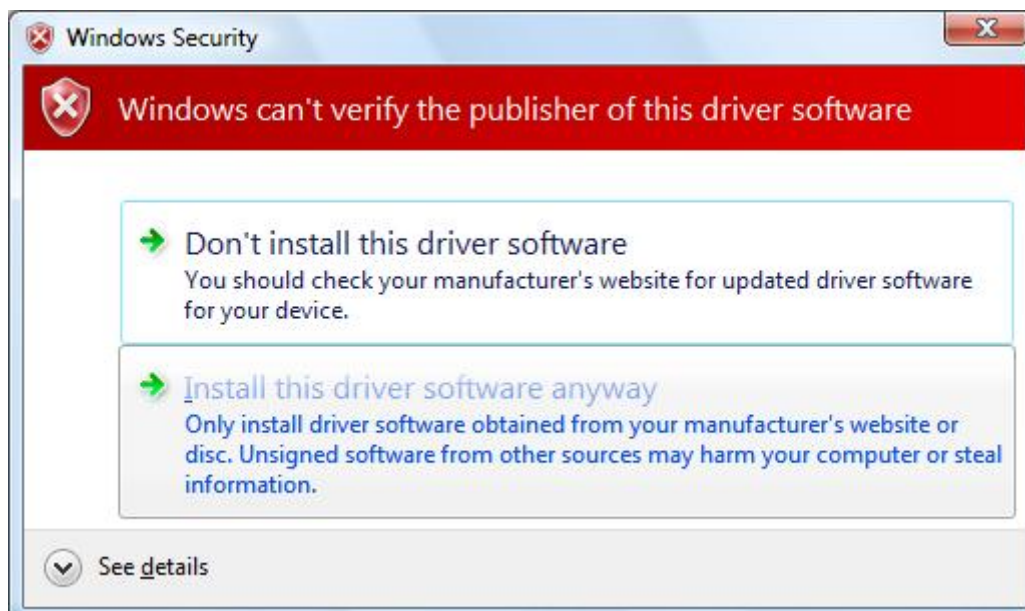 Windows Security
Windows can't verify the publisher of this driver software
Don't install this driver software
You should check your manufacturer's website for updated driver software
for your device.
Install this driver software anyway
Only install driver software obtained from your manufacturer's website or
disc. Unsigned software from other sources may harm your computer or steal
information.
See details